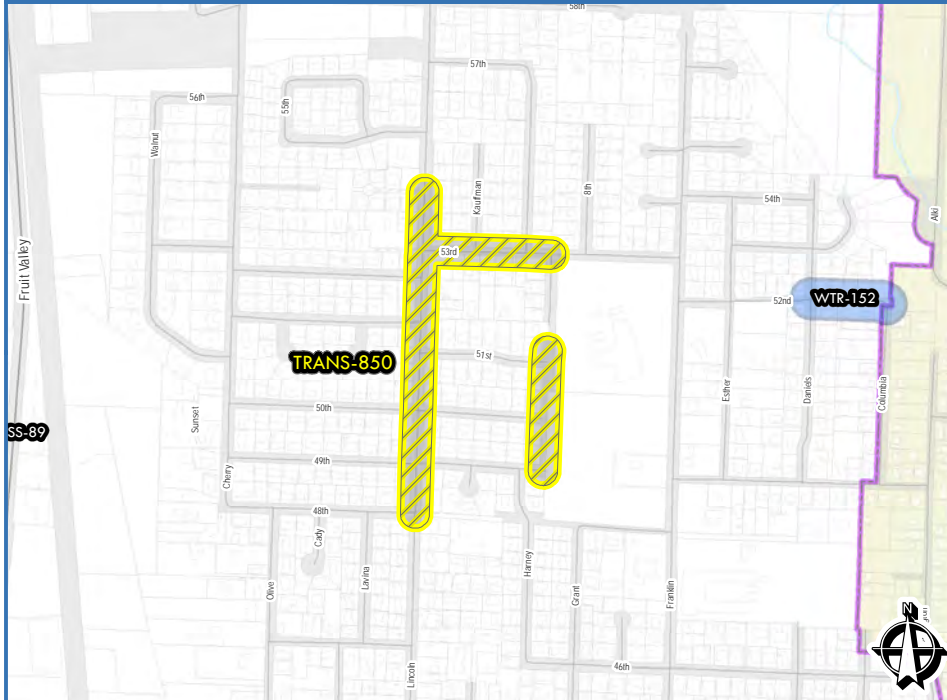 58th
57th
56th
55th
Walnut
Kauffman
8th
54th
Alki
53rd
Fruit Valley
52nd
WTR-152
51st
TRANS-850
Esther
Daniels
Columbia
50th
Sunset
SS-89
49th
Cherry
48th
Cady
Olive
Lavina
Harney
Grant
Franklin
Lincoln
46th
N